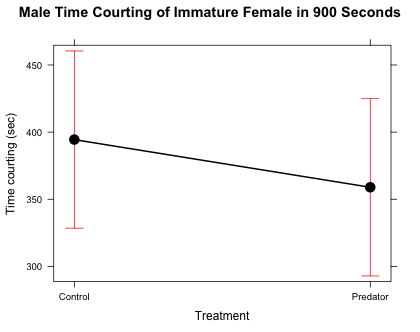 Male Time Courting of Immature Female in 900 Seconds
Time courting (sec)
450
400
350
300
Control
Predator
Treatment